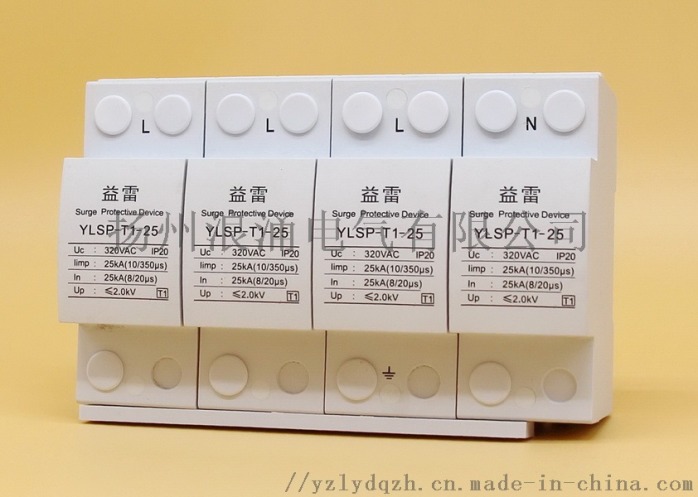 L L L N
益雷 益雷 益雷 益雷
Surge Protective Device Surge Protective Device Surge Protective Device Surge Protective Device
YLSP-T1-25 YLSP-T1-25 YLSP-T1-25 YLSP-T1-25
扬州浪涌电气有限公司
Uc : 320VAC IP20 Uc : 320VAC IP20 Uc : 320VAC IP20 Uc : 320VAC IP20
Iimp : 25kA(10/350µs) Iimp : 25kA(10/350µs) Iimp : 25kA(10/350µs) Iimp : 25kA(10/350µs)
In : 25kA(8/20µs) In : 25kA(8/20µs) In : 25kA(8/20µs) In : 25kA(8/20µs)
Up : ≤2.0kV T1 Up : ≤2.0kV T1 Up : ≤2.0kV T1 Up : ≤2.0kV T1
yzlydqzh.cn.made-in-china.com